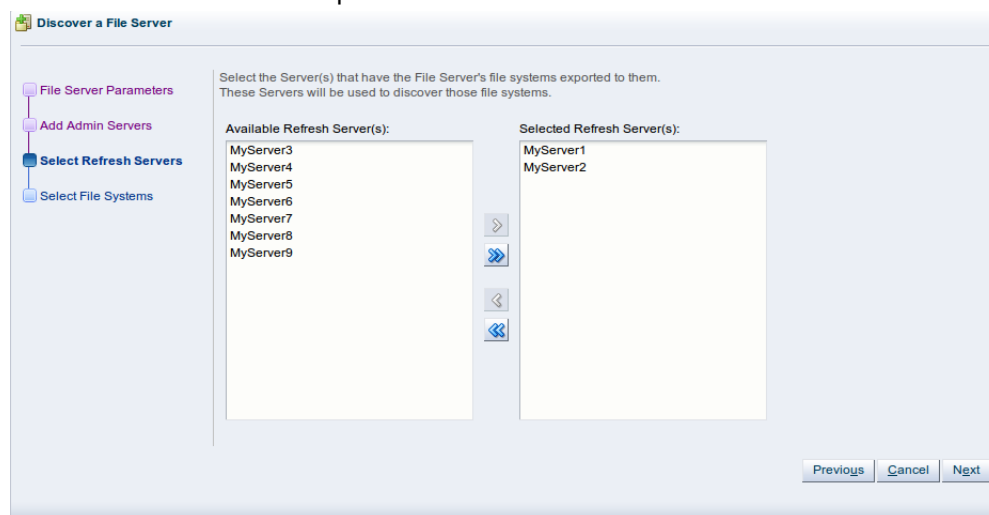 Discover a File Server
File Server Parameters
Add Admin Servers
Select Refresh Servers
Select File Systems
Select the Server(s) that have the File Server's file systems exported to them.
These Servers will be used to discover those file systems.
Available Refresh Server(s):
MyServer3
MyServer4
MyServer5
MyServer6
MyServer7
MyServer8
MyServer9
Selected Refresh Server(s):
MyServer1
MyServer2
Previous
Cancel
Next